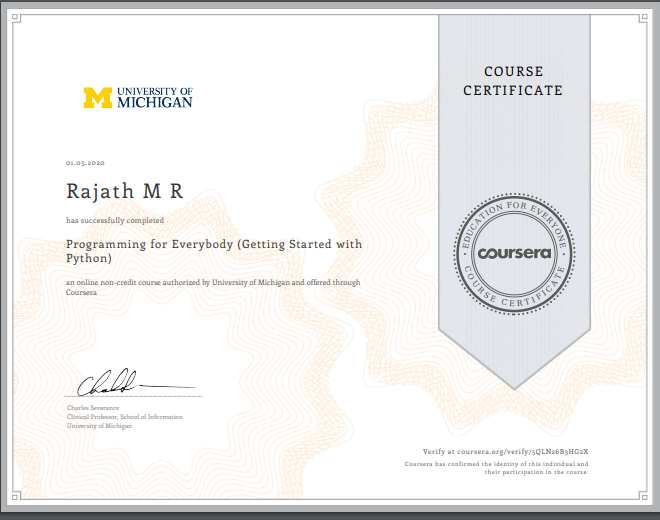 COURSE
CERTIFICATE
M
UNIVERSITY OF
MICHIGAN
01.05.2020
Rajath M R
has successfully completed
Programming for Everybody (Getting Started with
Python)
an online non-credit course authorized by University of Michigan and offered through
Coursera
EDUCATION FOR EVERYONE
coursera
COURSE CERTIFICATE
Charles Severance
Clinical Professor, School of Information
University of Michigan
Verify at coursera.org/verify/5QLN26B3HG2X
Coursera has confirmed the identity of this individual and
their participation in the course.